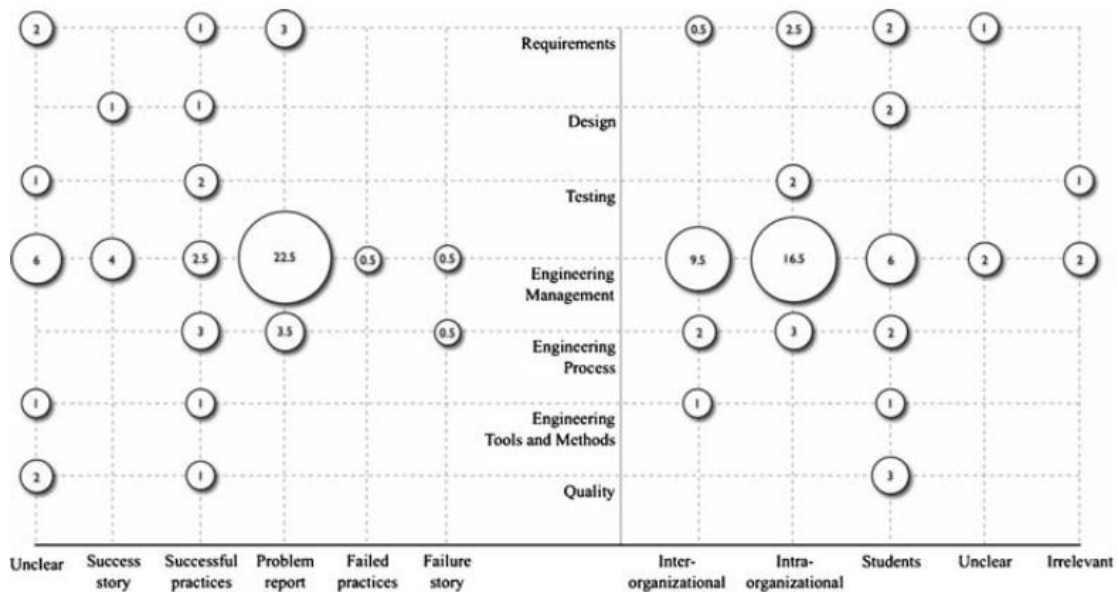 2 1 3 Requirements 0.5 2.5 2 1
1 1 Design 2
1 2 Testing 2 1
6 4 2.5 22.5 0.5 0.5 Engineering 9.5 16.5 6 2 2
Management
3 3.5 0.5 Engineering 2 3 2
Process
1 1 Engineering 1 1
Tools and Methods
2 1 Quality 3
Unclear Success Successful Problem Failed Failure Inter- Intra- Students Unclear Irrelevant
story practices report practices story organizational organizational